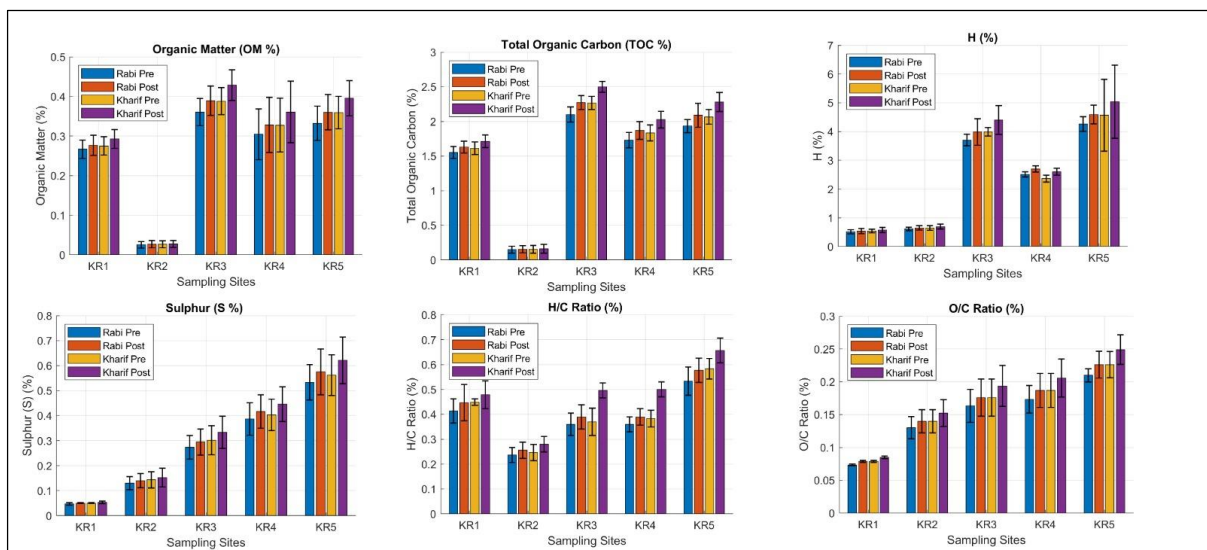 Organic Matter (OM %)
0.5
0.4
0.3
0.2
0.1
0
Organic Matter (%)
Rabi Pre
Rabi Post
Kharif Pre
Kharif Post
KR1 KR2 KR3 KR4 KR5
Sampling Sites
Total Organic Carbon (TOC %)
3
2.5
2
1.5
1
0.5
0
Total Organic Carbon (%)
Rabi Pre
Rabi Post
Kharif Pre
Kharif Post
KR1 KR2 KR3 KR4 KR5
Sampling Sites
H (%)
7
6
5
4
3
2
1
0
H (%)
Rabi Pre
Rabi Post
Kharif Pre
Kharif Post
KR1 KR2 KR3 KR4 KR5
Sampling Sites
Sulphur (S %)
0.8
0.7
0.6
0.5
0.4
0.3
0.2
0.1
0
Sulphur (S) (%)
Rabi Pre
Rabi Post
Kharif Pre
Kharif Post
KR1 KR2 KR3 KR4 KR5
Sampling Sites
H/C Ratio (%)
0.8
0.7
0.6
0.5
0.4
0.3
0.2
0.1
0
H/C Ratio (%)
Rabi Pre
Rabi Post
Kharif Pre
Kharif Post
KR1 KR2 KR3 KR4 KR5
Sampling Sites
O/C Ratio (%)
0.3
0.25
0.2
0.15
0.1
0.05
0
O/C Ratio (%)
Rabi Pre
Rabi Post
Kharif Pre
Kharif Post
KR1 KR2 KR3 KR4 KR5
Sampling Sites